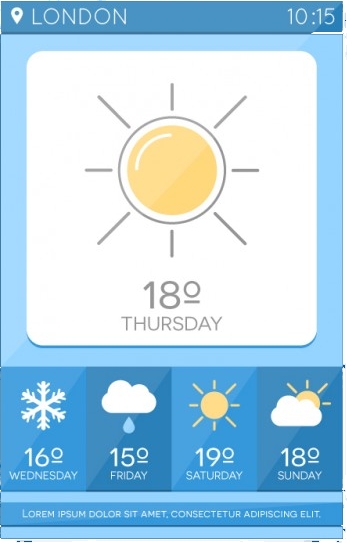 LONDON 10:15
18º
THURSDAY
16º 15º 19º 18º
WEDNESDAY FRIDAY SATURDAY SUNDAY
LOREM IPSUM DOLOR SIT AMET, CONSECTETUR ADIPISCING ELIT.